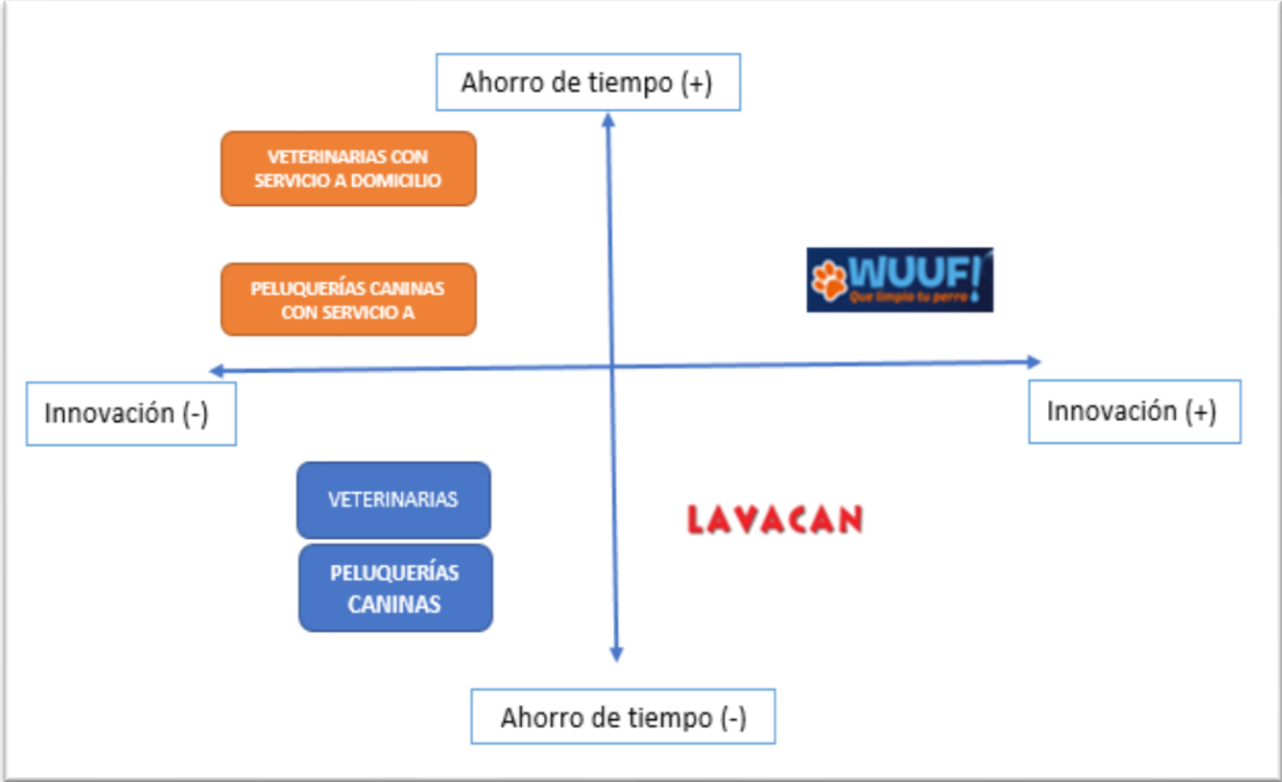 Ahorro de tiempo (+)
VETERINARIAS CON
SERVICIO A DOMICILIO
PELUQUERÍAS CANINAS
CON SERVICIO A
WUUF!
Que limpio tu perro
Innovación (-)
Innovación (+)
VETERINARIAS
LAVACAN
PELUQUERÍAS
CANINAS
Ahorro de tiempo (-)